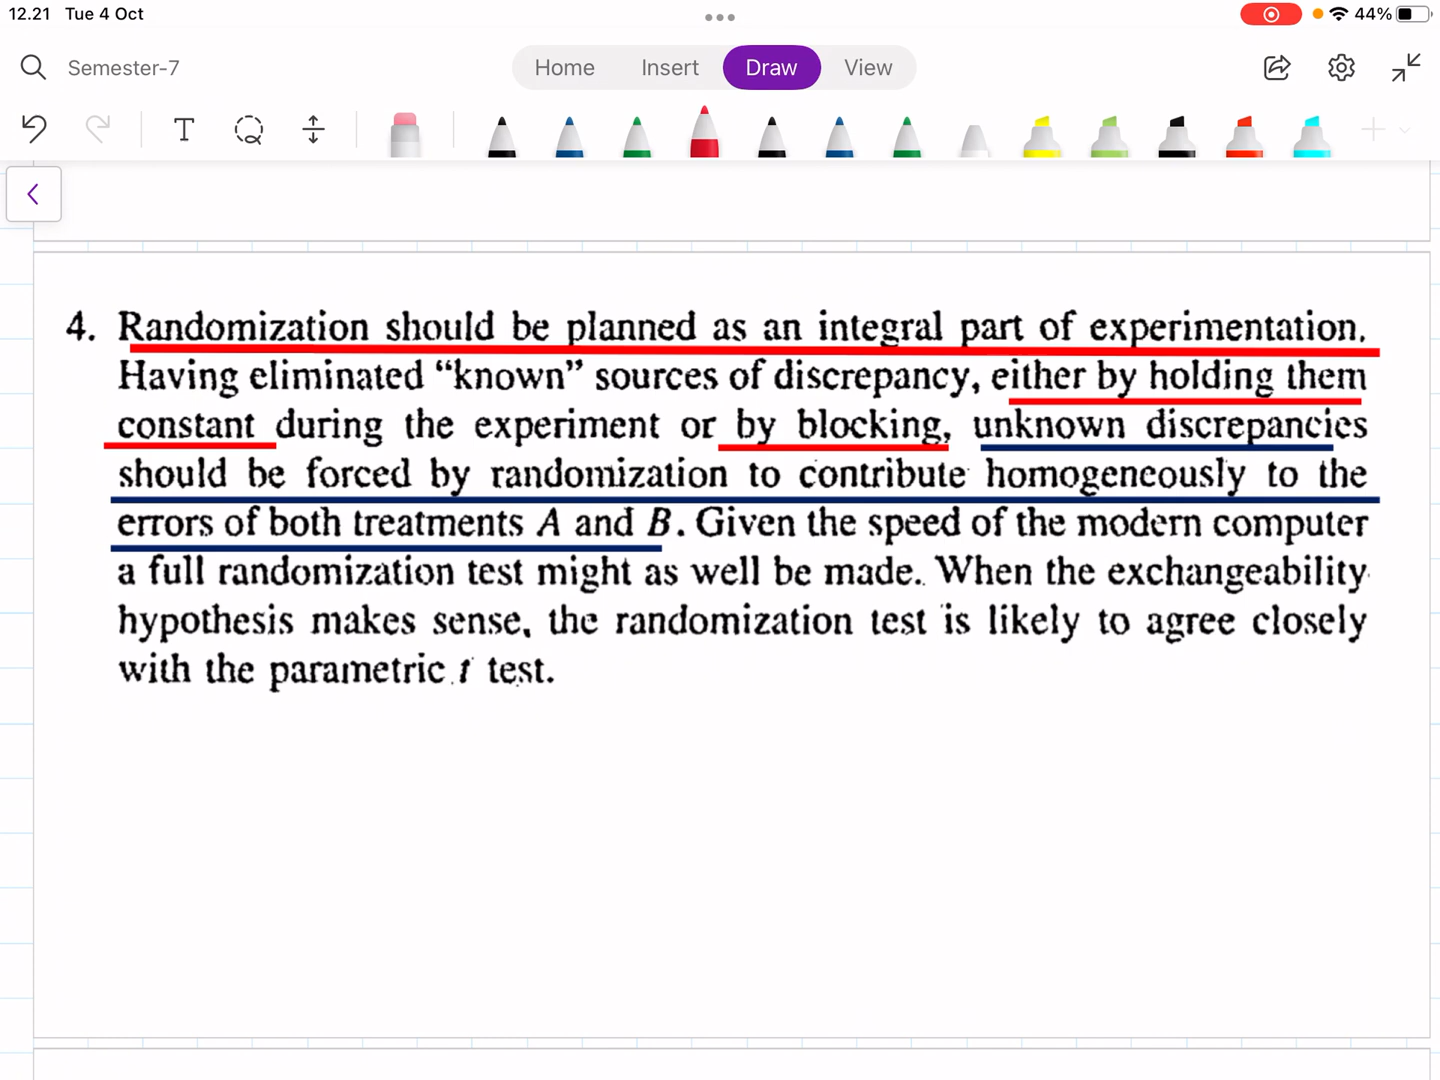 12.21 Tue 4 Oct
44%
Semester-7
Home Insert Draw View
T
4. Randomization should be planned as an integral part of experimentation.
Having eliminated “known” sources of discrepancy, either by holding them
constant during the experiment or by blocking, unknown discrepancies
should be forced by randomization to contribute homogeneously to the
errors of both treatments A and B. Given the speed of the modern computer
a full randomization test might as well be made. When the exchangeability
hypothesis makes sense, the randomization test is likely to agree closely
with the parametric t test.